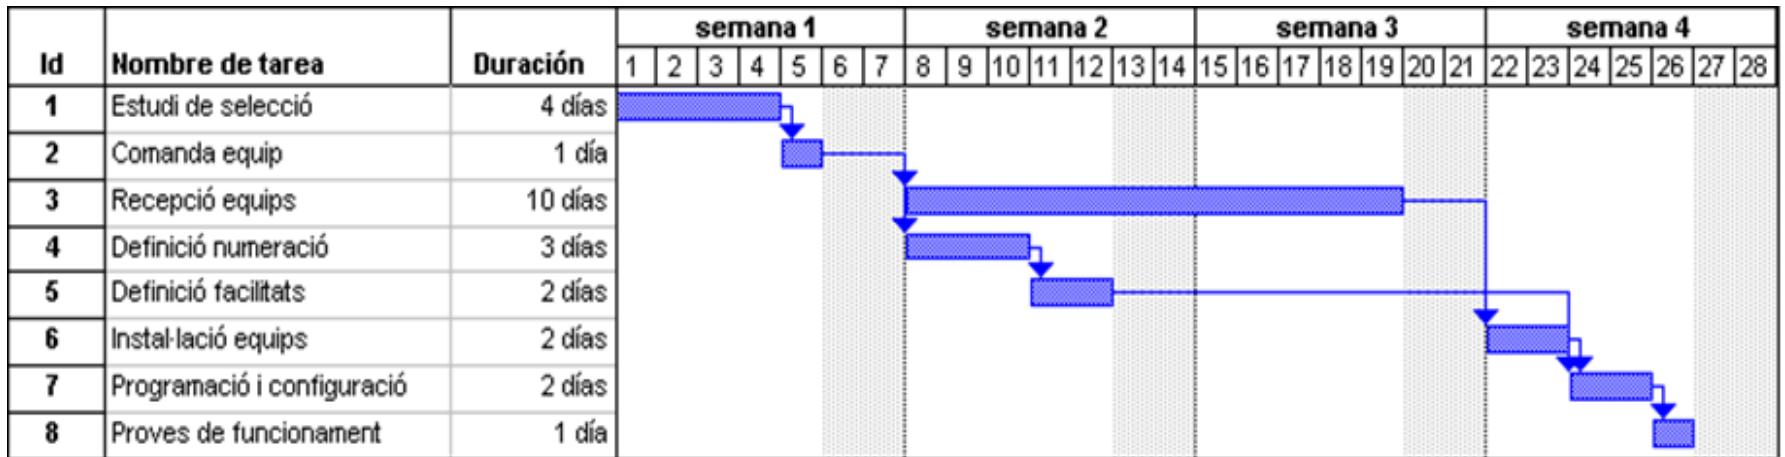 semana 1 semana 2 semana 3 semana 4
Id Nombre de tarea Duración 1 2 3 4 5 6 7 8 9 10 11 12 13 14 15 16 17 18 19 20 21 22 23 24 25 26 27 28
1 Estudi de selecció 4 días
2 Comanda equip 1 día
3 Recepció equips 10 días
4 Definició numeració 3 días
5 Definició facilitats 2 días
6 Instal·lació equips 2 días
7 Programació i configuració 2 días
8 Proves de funcionament 1 día